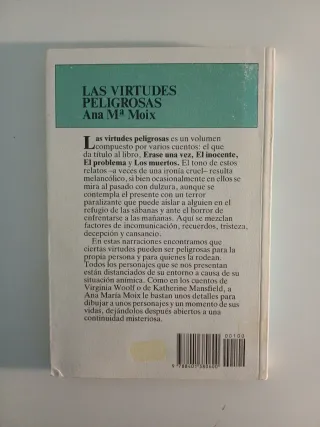 LAS VIRTUDES
PELIGROSAS
Ana Mª Moix
Las virtudes peligrosas es un volumen
compuesto por varios cuentos: el que
da título al libro, Erase una vez, El inocente,
El problema y Los muertos. El tono de estos
relatos –a veces de una ironía cruel– resulta
melancólico, si bien ocasionalmente en ellos se
mira al pasado con dulzura, aunque se
contempla el presente con un terror
paralizante que puede aislar a alguien en el
refugio de las sábanas y ante el horror de
enfrentarse a las mañanas. Aquí se mezclan
factores de incomunicación, recuerdos, tristeza,
decepción y cansancio.
En estas narraciones encontramos que
ciertas virtudes pueden ser peligrosas para la
propia persona y para quienes la rodean.
Todos los personajes que se nos presentan
están distanciados de su entorno a causa de su
situación anímica. Como en los cuentos de
Virginia Woolf o de Katherine Mansfield, a
Ana María Moix le bastan unos detalles para
dibujar a unos personajes y un momento de sus
vidas, dejándolos después abiertos a una
continuidad misteriosa.
00100